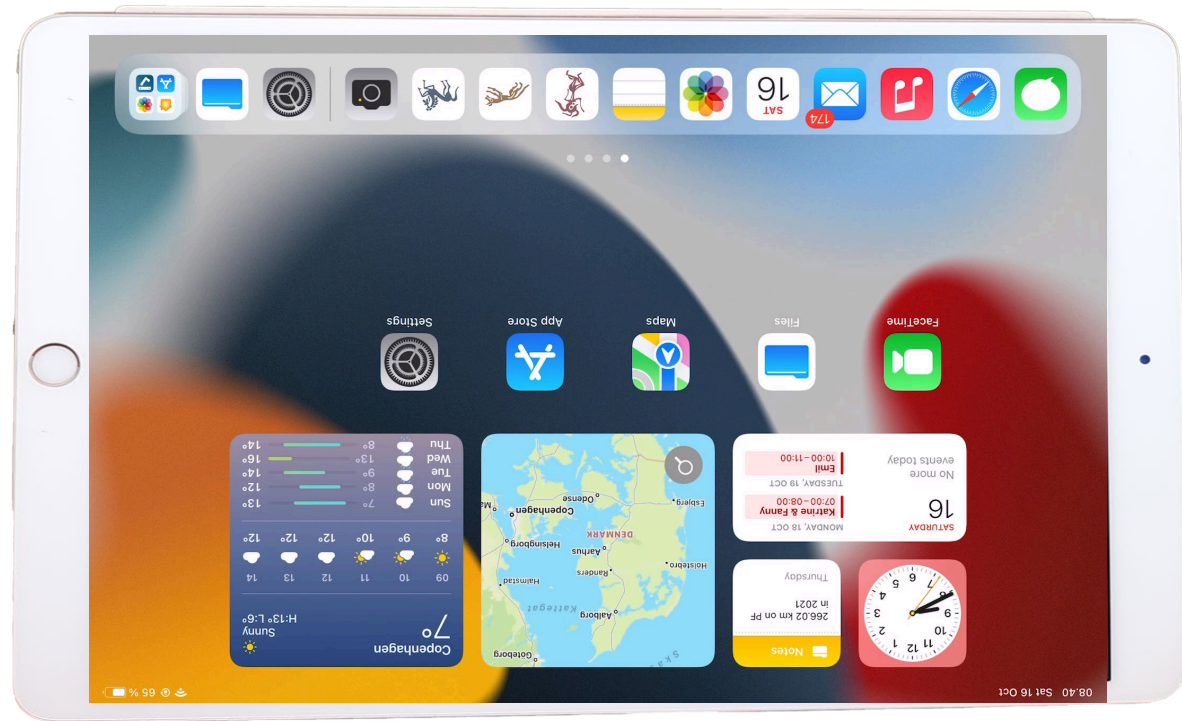 08.40 Sat 16 Oct
65 %
12
11 1
10 2
9 3
4
7 6 5
Notes
266.02 km on PF
in 2021
Thursday
SATURDAY
16
No more
events today
MONDAY, 18 OCT
Katrina & Fanny
07:00–08:00
TUESDAY, 19 OCT
Emil
10:00–11:00
Göteborg
Aalborg
Kattegat
Halmstad
Randers
Holstebro
Aarhus
Helsingborg
DENMARK
Copenhagen
Esbjerg
Odense
Copenhagen
7°
Sunny
H:13° L:6°
09 10 11 12 13 14
8° 9° 10° 12° 12° 12°
Sun 7° 13°
Mon 8° 12°
Tue 9° 14°
Wed 13° 16°
Thu 8° 14°
FaceTime
Files
Maps
App Store
Settings
174
SAT
16